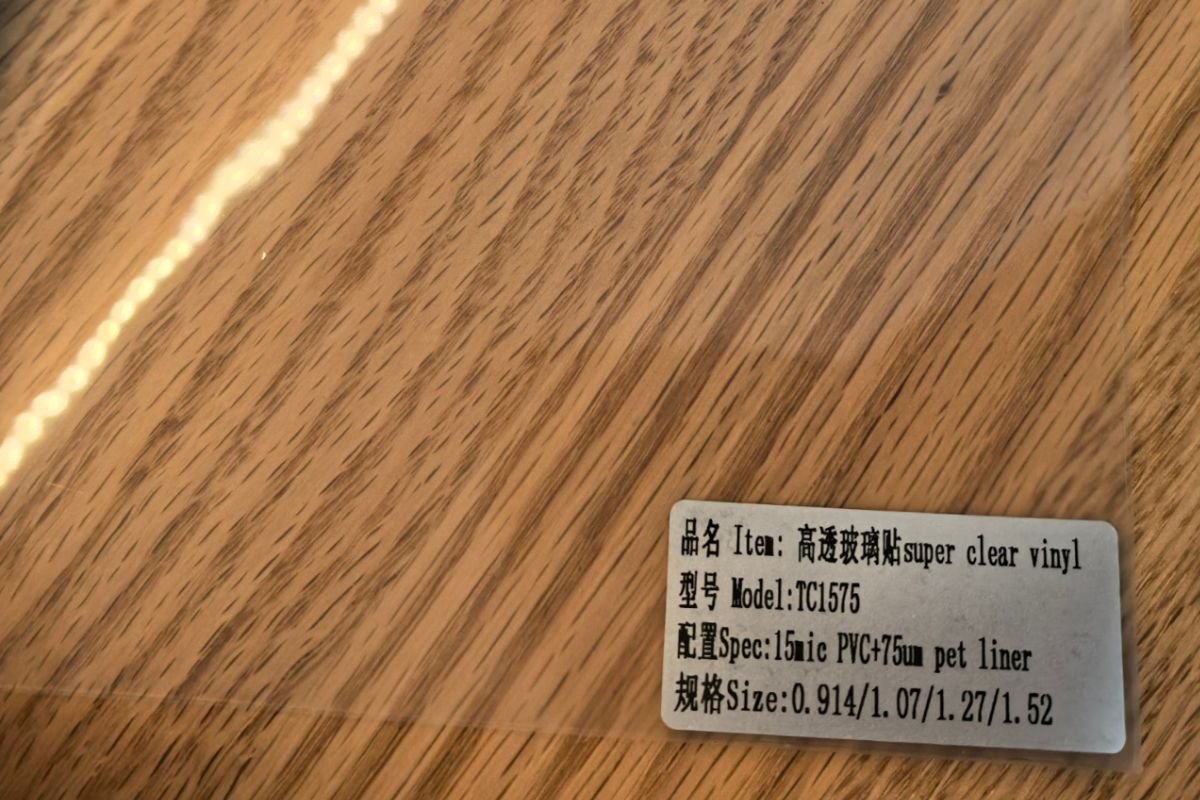 品名 Item: 高透玻璃贴super clear vinyl
型号 Model:TC1575
配置Spec:15mic PVC+75um pet liner
规格Size:0.914/1.07/1.27/1.52